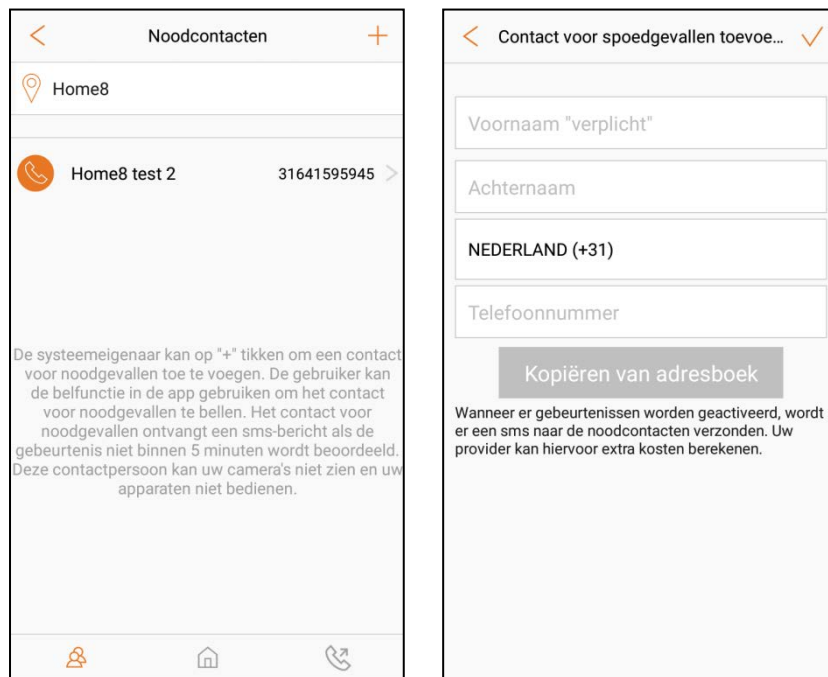 Noodcontacten
Home8
Home8 test 2 31641595945
De systeemeigenaar kan op "+" tikken om een contact
voor noodgevallen toe te voegen. De gebruiker kan
de belfunctie in de app gebruiken om het contact
voor noodgevallen te bellen. Het contact voor
noodgevallen ontvangt een sms-bericht als de
gebeurtenis niet binnen 5 minuten wordt beoordeeld.
Deze contactpersoon kan uw camera's niet zien en uw
apparaten niet bedienen.
Contact voor spoedgevallen toevoe...
Voornaam "verplicht"
Achternaam
NEDERLAND (+31)
Telefoonnummer
Kopiëren van adresboek
Wanneer er gebeurtenissen worden geactiveerd, wordt
er een sms naar de noodcontacten verzonden. Uw
provider kan hiervoor extra kosten berekenen.